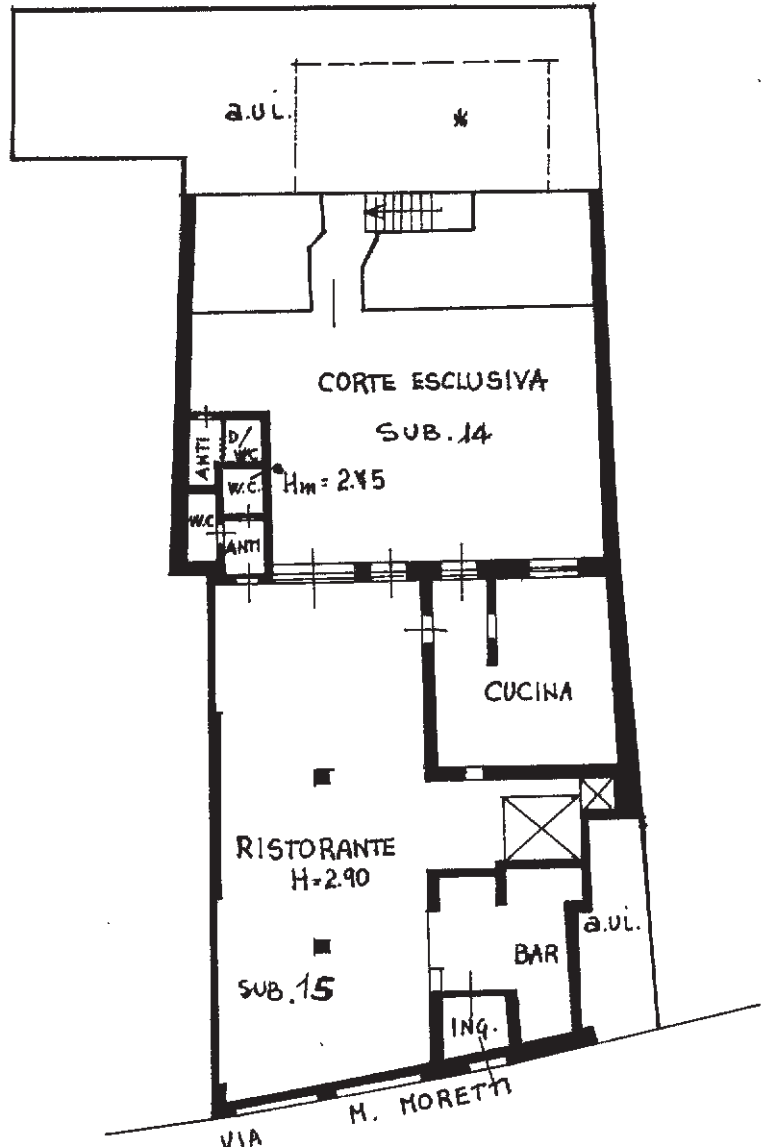 a.ui.
*
CORTE ESCLUSIVA
SUB. 14
ANTI
D/
WC
W.C.
Hm = 2.45
W.C
ANTI
CUCINA
RISTORANTE
H=2.90
a.ui.
BAR
SUB. 15
ING.
VIA M. MORETTI